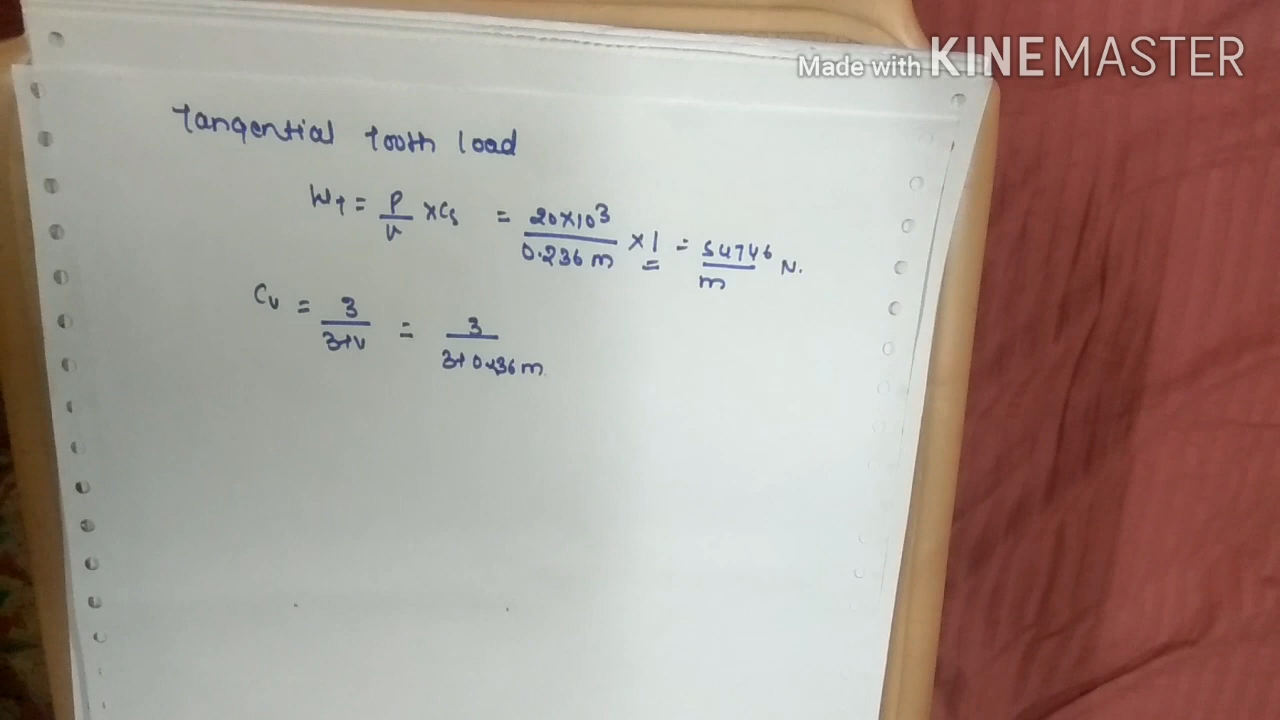 Made with KINEMASTER
Tangential tooth load
WT = P/v × Cs = 20×10³/0.236 m × 1 = 54746/m N.
Cv = 3/3+v = 3/3+0.236 m